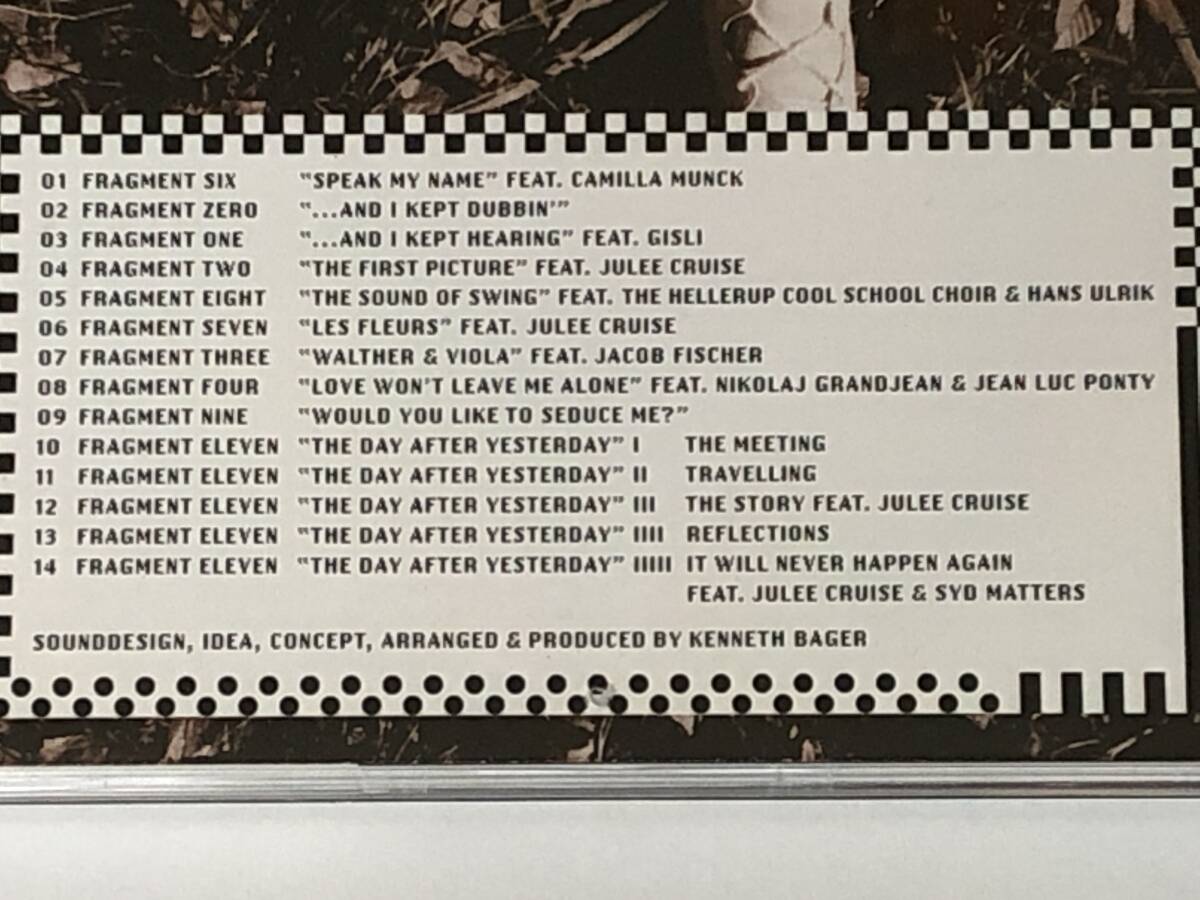 01 FRAGMENT SIX "SPEAK MY NAME" FEAT. CAMILLA MUNCK
02 FRAGMENT ZERO "...AND I KEPT DUBBIN'"
03 FRAGMENT ONE "...AND I KEPT HEARING" FEAT. GISLI
04 FRAGMENT TWO "THE FIRST PICTURE" FEAT. JULEE CRUISE
05 FRAGMENT EIGHT "THE SOUND OF SWING" FEAT. THE HELLERUP COOL SCHOOL CHOIR & HANS ULRIK
06 FRAGMENT SEVEN "LES FLEURS" FEAT. JULEE CRUISE
07 FRAGMENT THREE "WALTHER & VIOLA" FEAT. JACOB FISCHER
08 FRAGMENT FOUR "LOVE WON'T LEAVE ME ALONE" FEAT. NIKOLAJ GRANDJEAN & JEAN LUC PONTY
09 FRAGMENT NINE "WOULD YOU LIKE TO SEDUCE ME?"
10 FRAGMENT ELEVEN "THE DAY AFTER YESTERDAY" I THE MEETING
11 FRAGMENT ELEVEN "THE DAY AFTER YESTERDAY" II TRAVELLING
12 FRAGMENT ELEVEN "THE DAY AFTER YESTERDAY" III THE STORY FEAT. JULEE CRUISE
13 FRAGMENT ELEVEN "THE DAY AFTER YESTERDAY" IIII REFLECTIONS
14 FRAGMENT ELEVEN "THE DAY AFTER YESTERDAY" IIIII IT WILL NEVER HAPPEN AGAIN
FEAT. JULEE CRUISE & SYD MATTERS
SOUNDDESIGN, IDEA, CONCEPT, ARRANGED & PRODUCED BY KENNETH BAGER